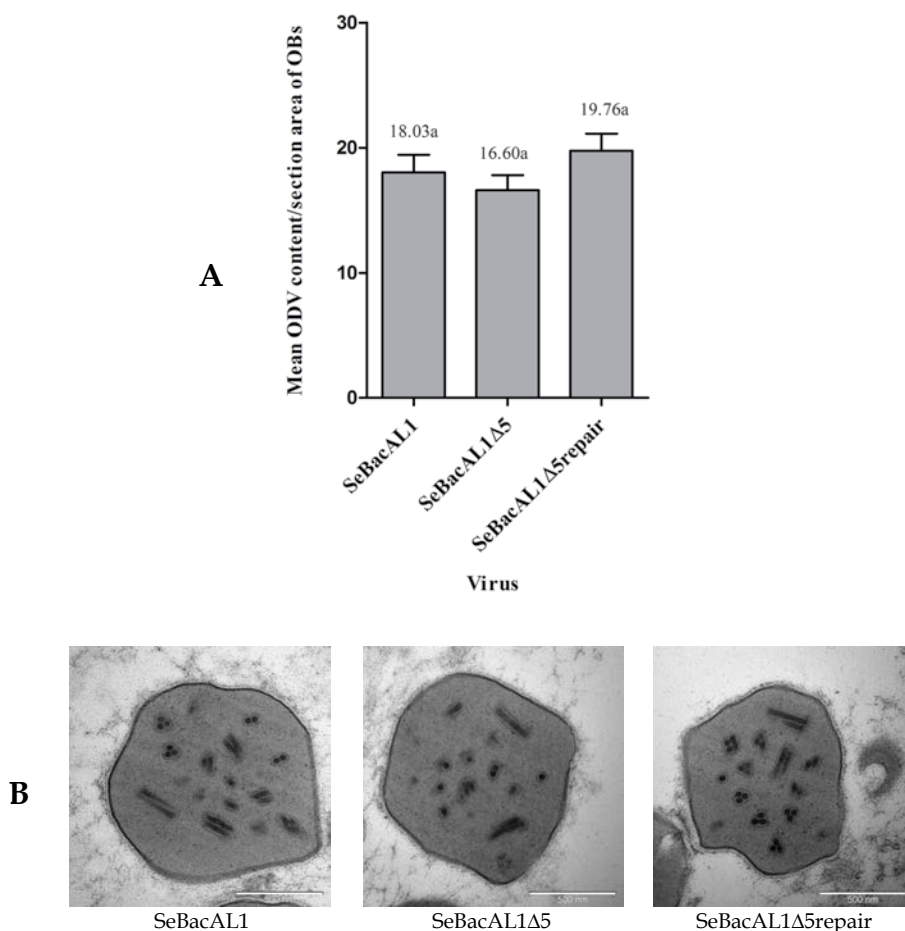 Mean ODV content/section area of OBs
30
20
10
0
18.03a
16.60a
19.76a
SeBacAL1
SeBacAL1Δ5
SeBacAL1Δ5repair
Virus
A
B
500 nm
500 nm
SeBacAL1
SeBacAL1Δ5
SeBacAL1Δ5repair